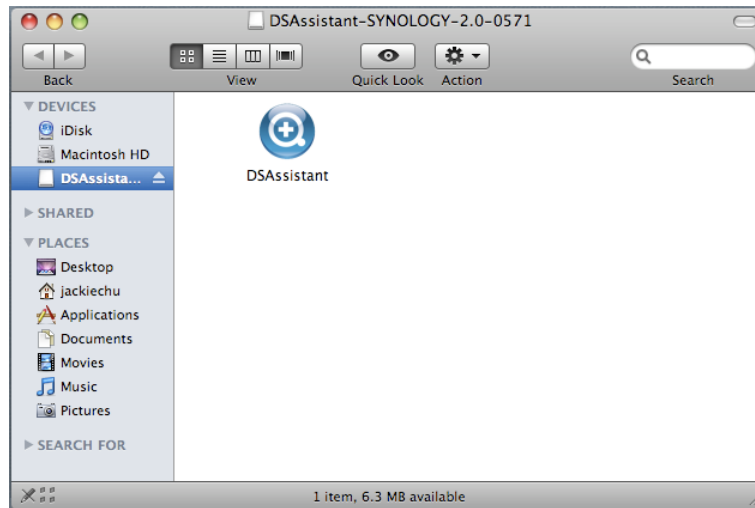 DSAssistant-SYNOLOGY-2.0-0571
Back
View
Quick Look
Action
Search
DEVICES
iDisk
Macintosh HD
DSAssista...
SHARED
PLACES
Desktop
jackiechu
Applications
Documents
Movies
Music
Pictures
SEARCH FOR
DSAssistant
1 item, 6.3 MB available